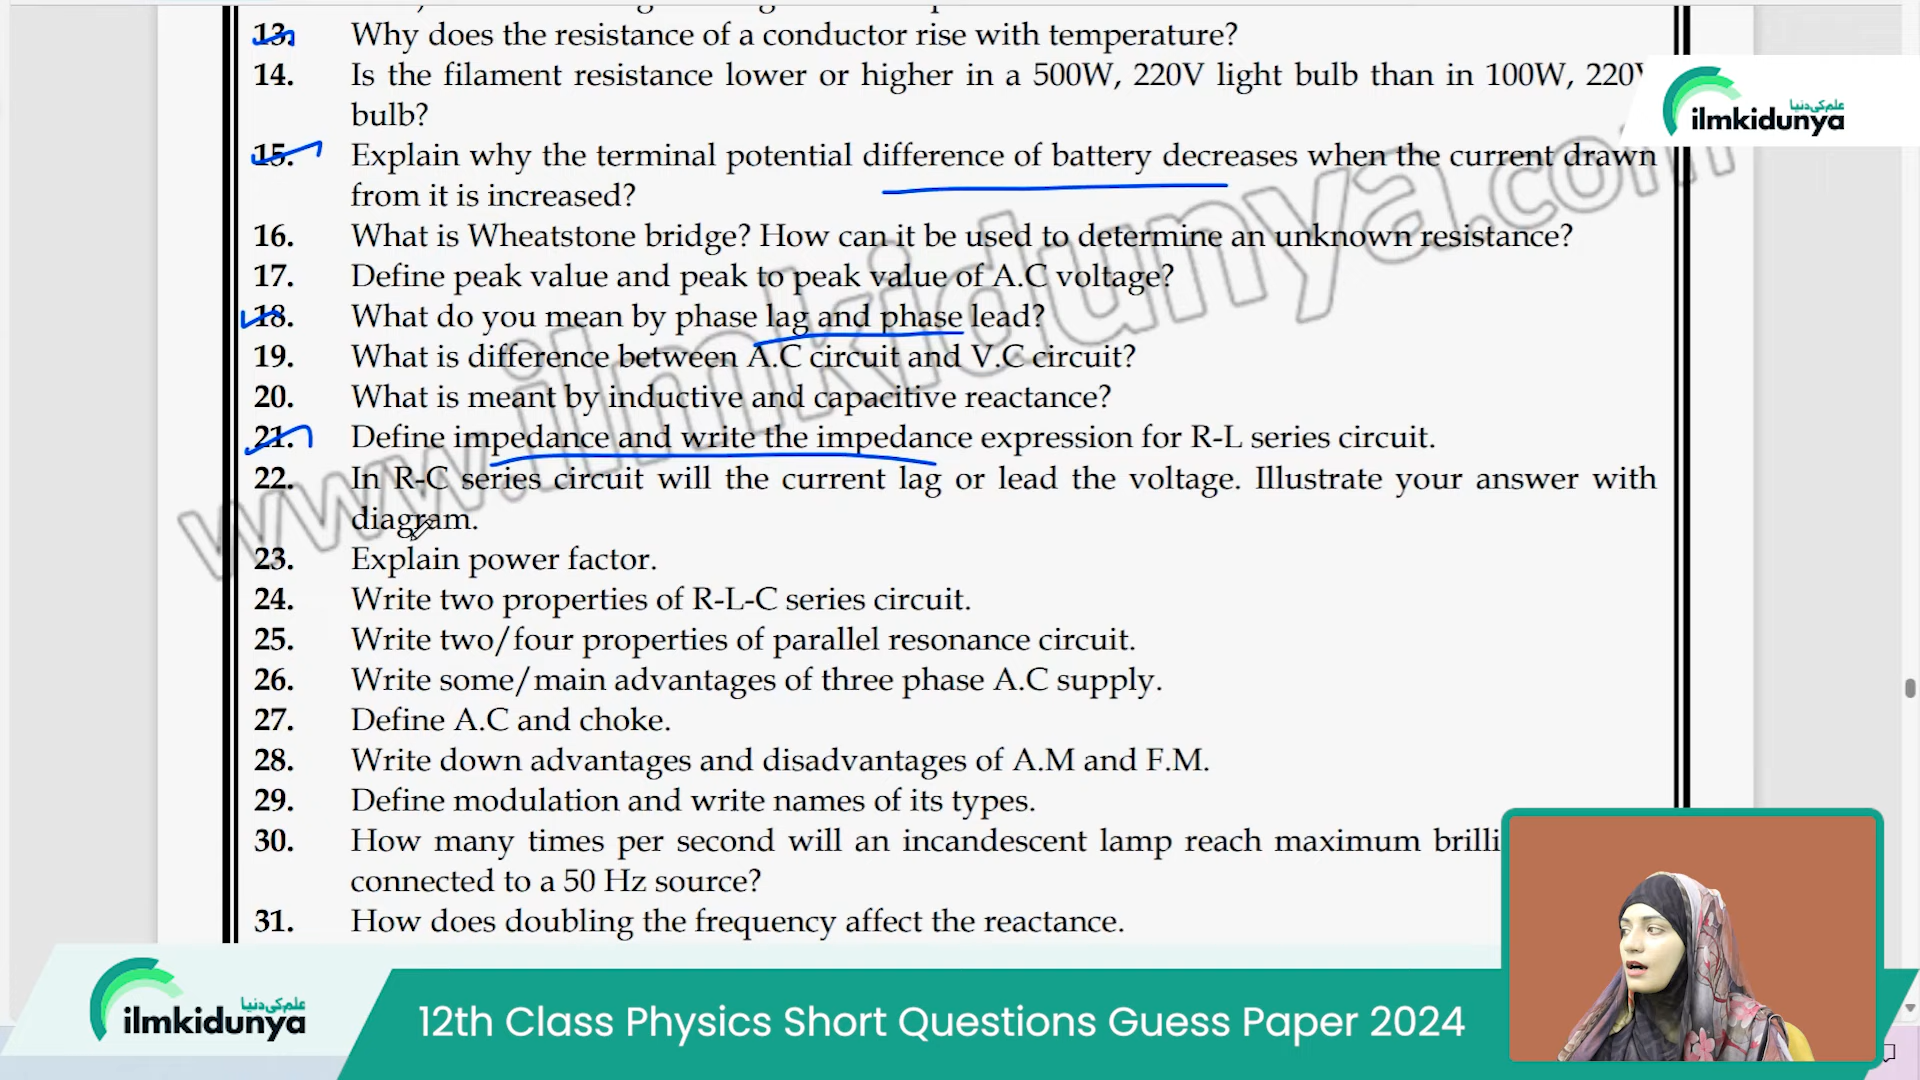 13. Why does the resistance of a conductor rise with temperature?
14. Is the filament resistance lower or higher in a 500W, 220V light bulb than in 100W, 220V
bulb?
علم کی دنیا
ilmkidunya
15. Explain why the terminal potential difference of battery decreases when the current drawn
from it is increased?
16. What is Wheatstone bridge? How can it be used to determine an unknown resistance?
17. Define peak value and peak to peak value of A.C voltage?
18. What do you mean by phase lag and phase lead?
19. What is difference between A.C circuit and V.C circuit?
20. What is meant by inductive and capacitive reactance?
21. Define impedance and write the impedance expression for R-L series circuit.
22. In R-C series circuit will the current lag or lead the voltage. Illustrate your answer with
diagram.
23. Explain power factor.
24. Write two properties of R-L-C series circuit.
25. Write two/four properties of parallel resonance circuit.
26. Write some/main advantages of three phase A.C supply.
27. Define A.C and choke.
28. Write down advantages and disadvantages of A.M and F.M.
29. Define modulation and write names of its types.
30. How many times per second will an incandescent lamp reach maximum brilli
connected to a 50 Hz source?
31. How does doubling the frequency affect the reactance.
www.ilmkidunya.com
علم کی دنیا
ilmkidunya
12th Class Physics Short Questions Guess Paper 2024